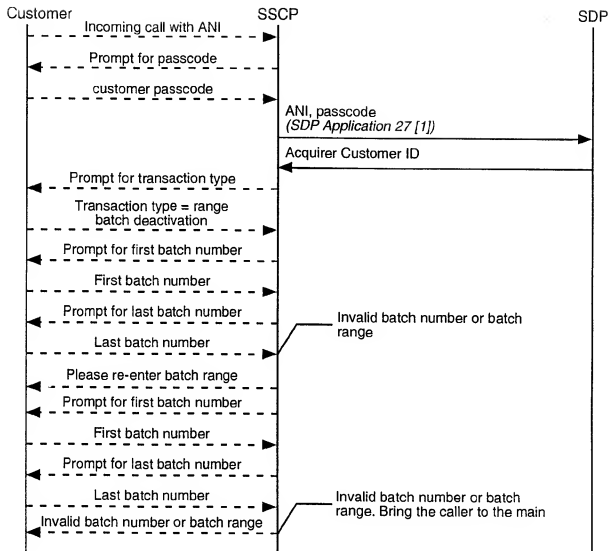 Customer
SSCP
SDP
Incoming call with ANI
Prompt for passcode
customer passcode
ANI, passcode
(SDP Application 27 [1])
Acquirer Customer ID
Prompt for transaction type
Transaction type = range
batch deactivation
Prompt for first batch number
First batch number
Prompt for last batch number
Invalid batch number or batch
range
Last batch number
Please re-enter batch range
Prompt for first batch number
First batch number
Prompt for last batch number
Last batch number
Invalid batch number or batch
range. Bring the caller to the main
Invalid batch number or batch range